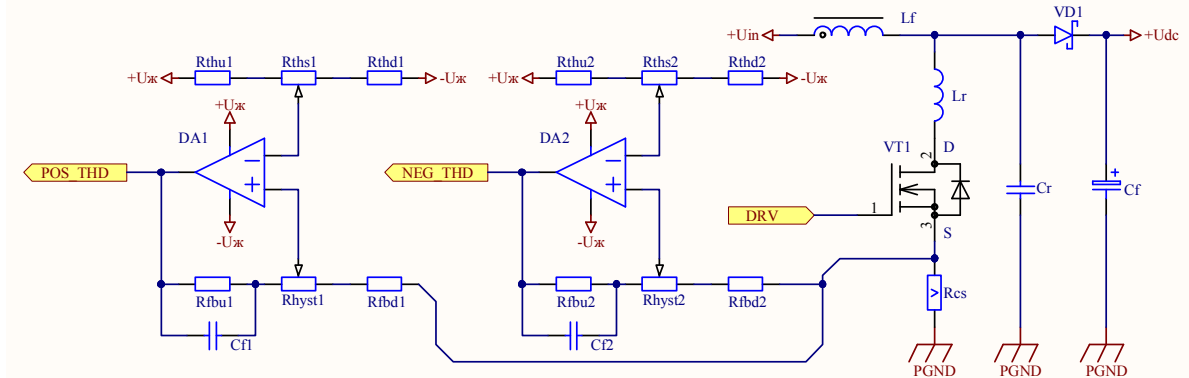 Lf
VD1
+Uin
+Udc
Rthu1
Rths1
Rthd1
Rthu2
Rths2
Rthd2
+Uж
-Uж
+Uж
-Uж
+Uж
+Uж
Lr
DA1
DA2
VT1
2
D
POS_THD
NEG_THD
Cr
+
Cf
DRV
1
3
S
-Uж
-Uж
Rfbu1
Rhyst1
Rfbd1
Rfbu2
Rhyst2
Rfbd2
Rcs
Cf1
Cf2
PGND
PGND
PGND